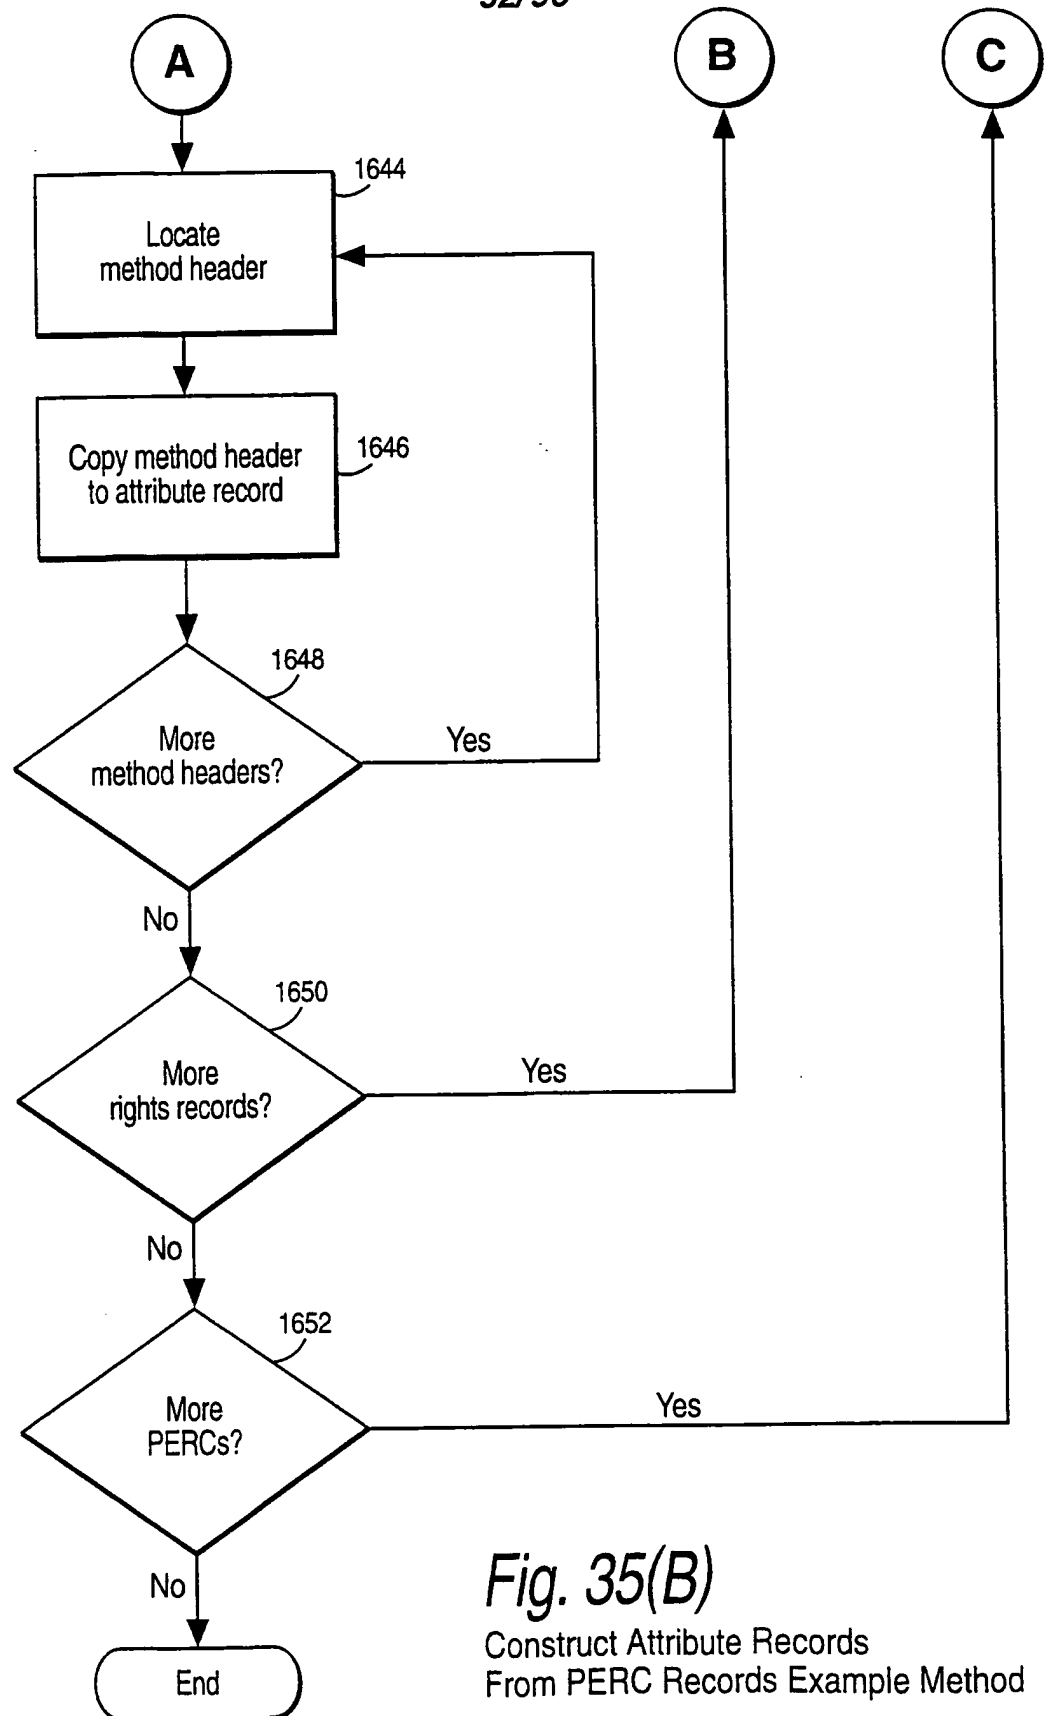 A
B
C
1644
Locate
method header
Copy method header
to attribute record
1646
1648
More
method headers?
Yes
No
1650
More
rights records?
Yes
No
1652
More
PERCs?
Yes
No
End
Fig. 35(B)
Construct Attribute Records
From PERC Records Example Method